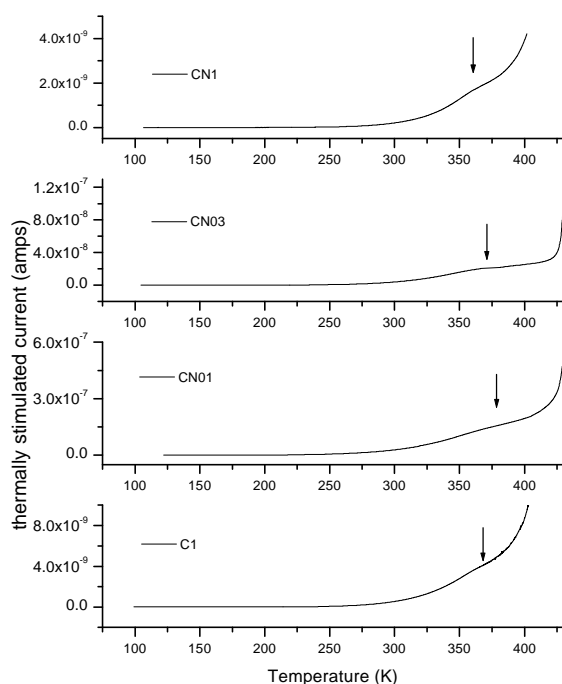 thermally stimulated current (amps)
4.0x10-9
2.0x10-9
0.0
CN1
100 150 200 250 300 350 400
1.2x10-7
8.0x10-8
4.0x10-8
0.0
CN03
100 150 200 250 300 350 400
6.0x10-7
3.0x10-7
0.0
CN01
100 150 200 250 300 350 400
8.0x10-9
4.0x10-9
0.0
C1
100 150 200 250 300 350 400
Temperature (K)